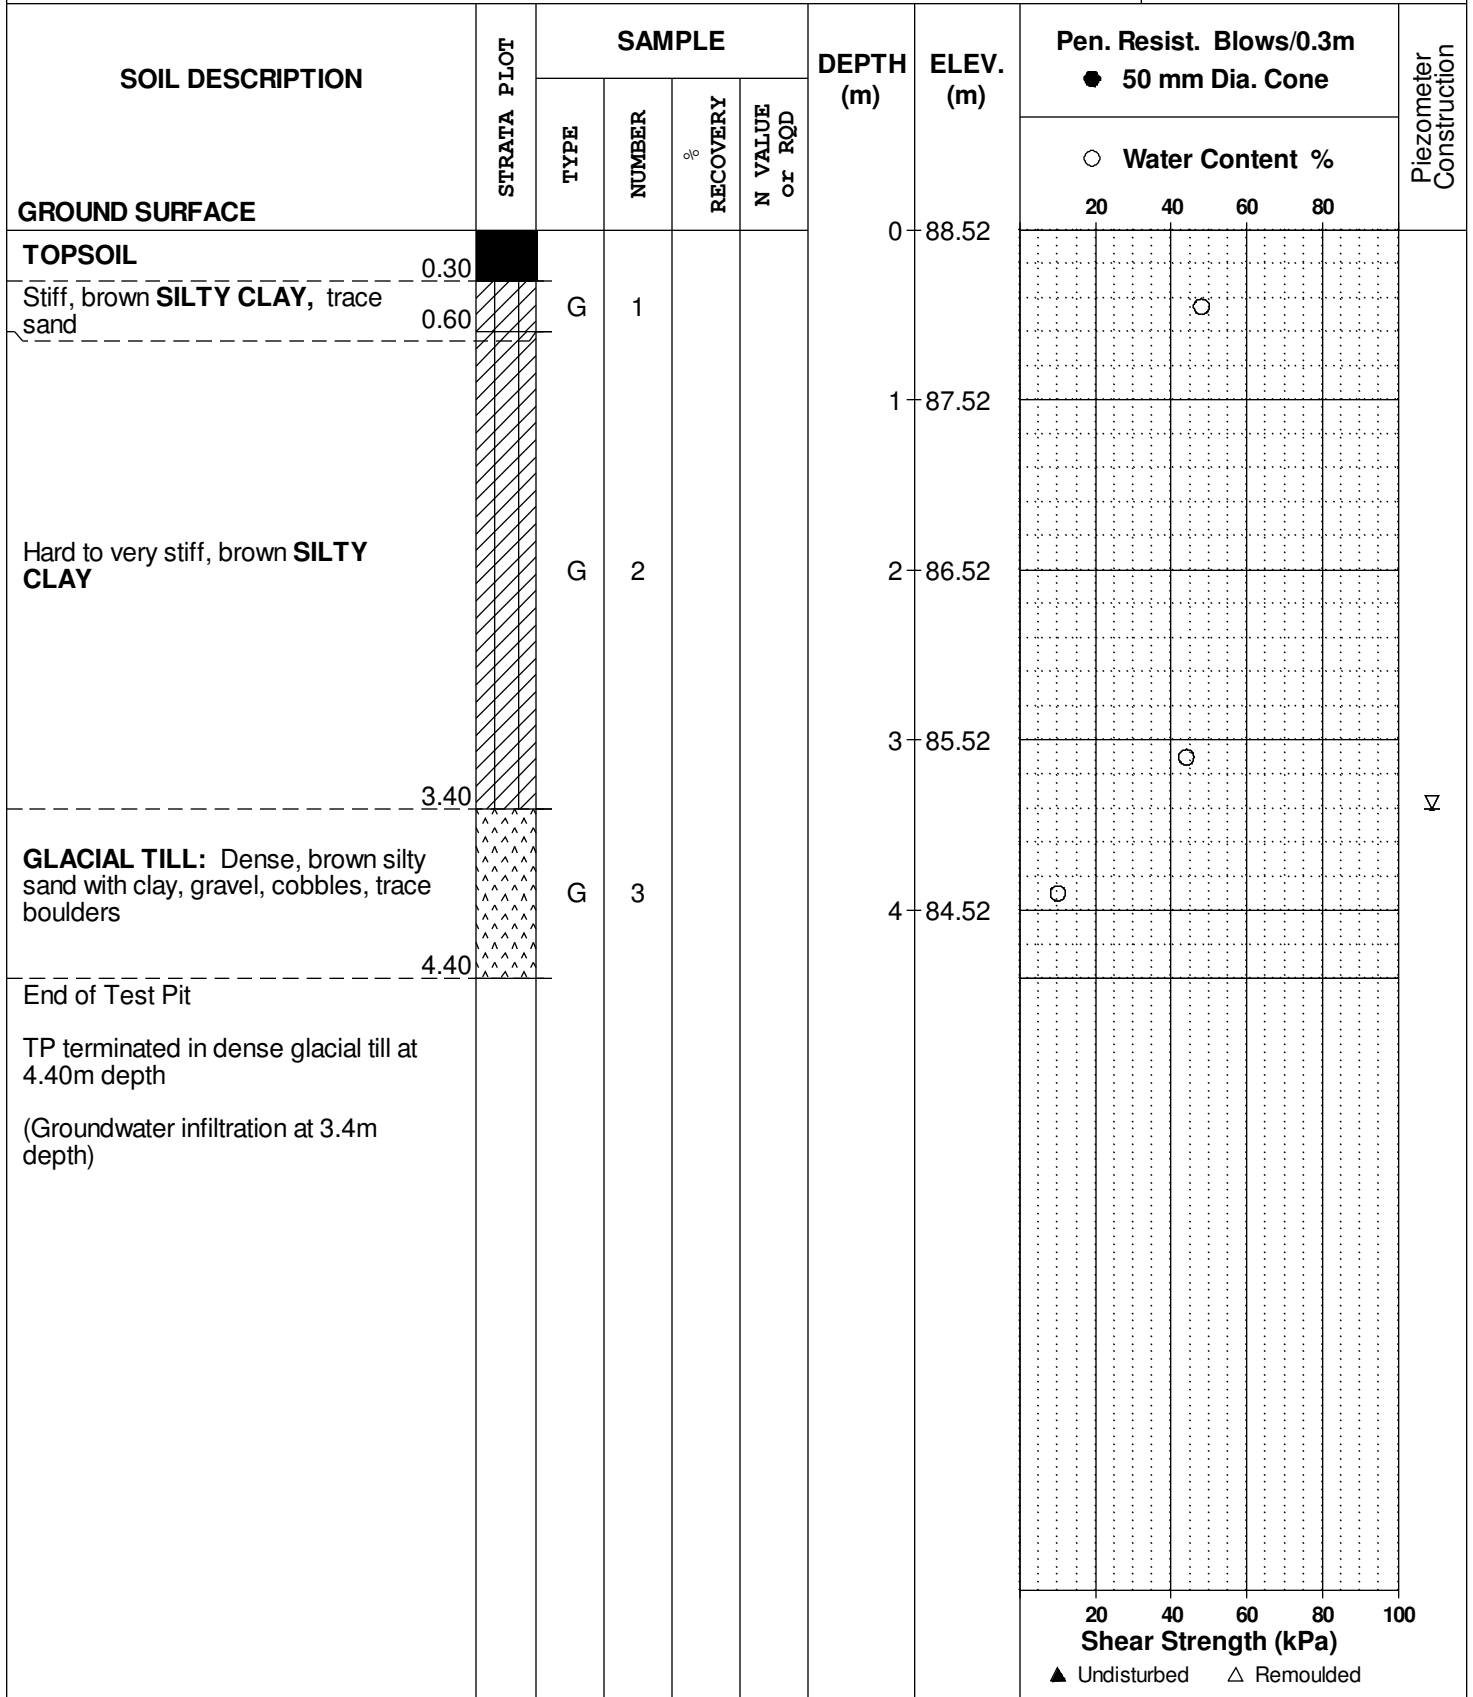 SOIL DESCRIPTION
GROUND SURFACE
STRATA PLOT
SAMPLE
TYPE
NUMBER
%
RECOVERY
N VALUE
or RQD
DEPTH
(m)
ELEV.
(m)
Pen. Resist. Blows/0.3m
● 50 mm Dia. Cone
○ Water Content %
20 40 60 80
Piezometer
Construction
0 88.52
TOPSOIL
0.30
Stiff, brown SILTY CLAY, trace
sand
0.60
G 1
1 87.52
Hard to very stiff, brown SILTY
CLAY
G 2
2 86.52
3 85.52
3.40
GLACIAL TILL: Dense, brown silty
sand with clay, gravel, cobbles, trace
boulders
G 3
4 84.52
4.40
End of Test Pit
TP terminated in dense glacial till at
4.40m depth
(Groundwater infiltration at 3.4m
depth)
20 40 60 80 100
Shear Strength (kPa)
▲ Undisturbed △ Remoulded